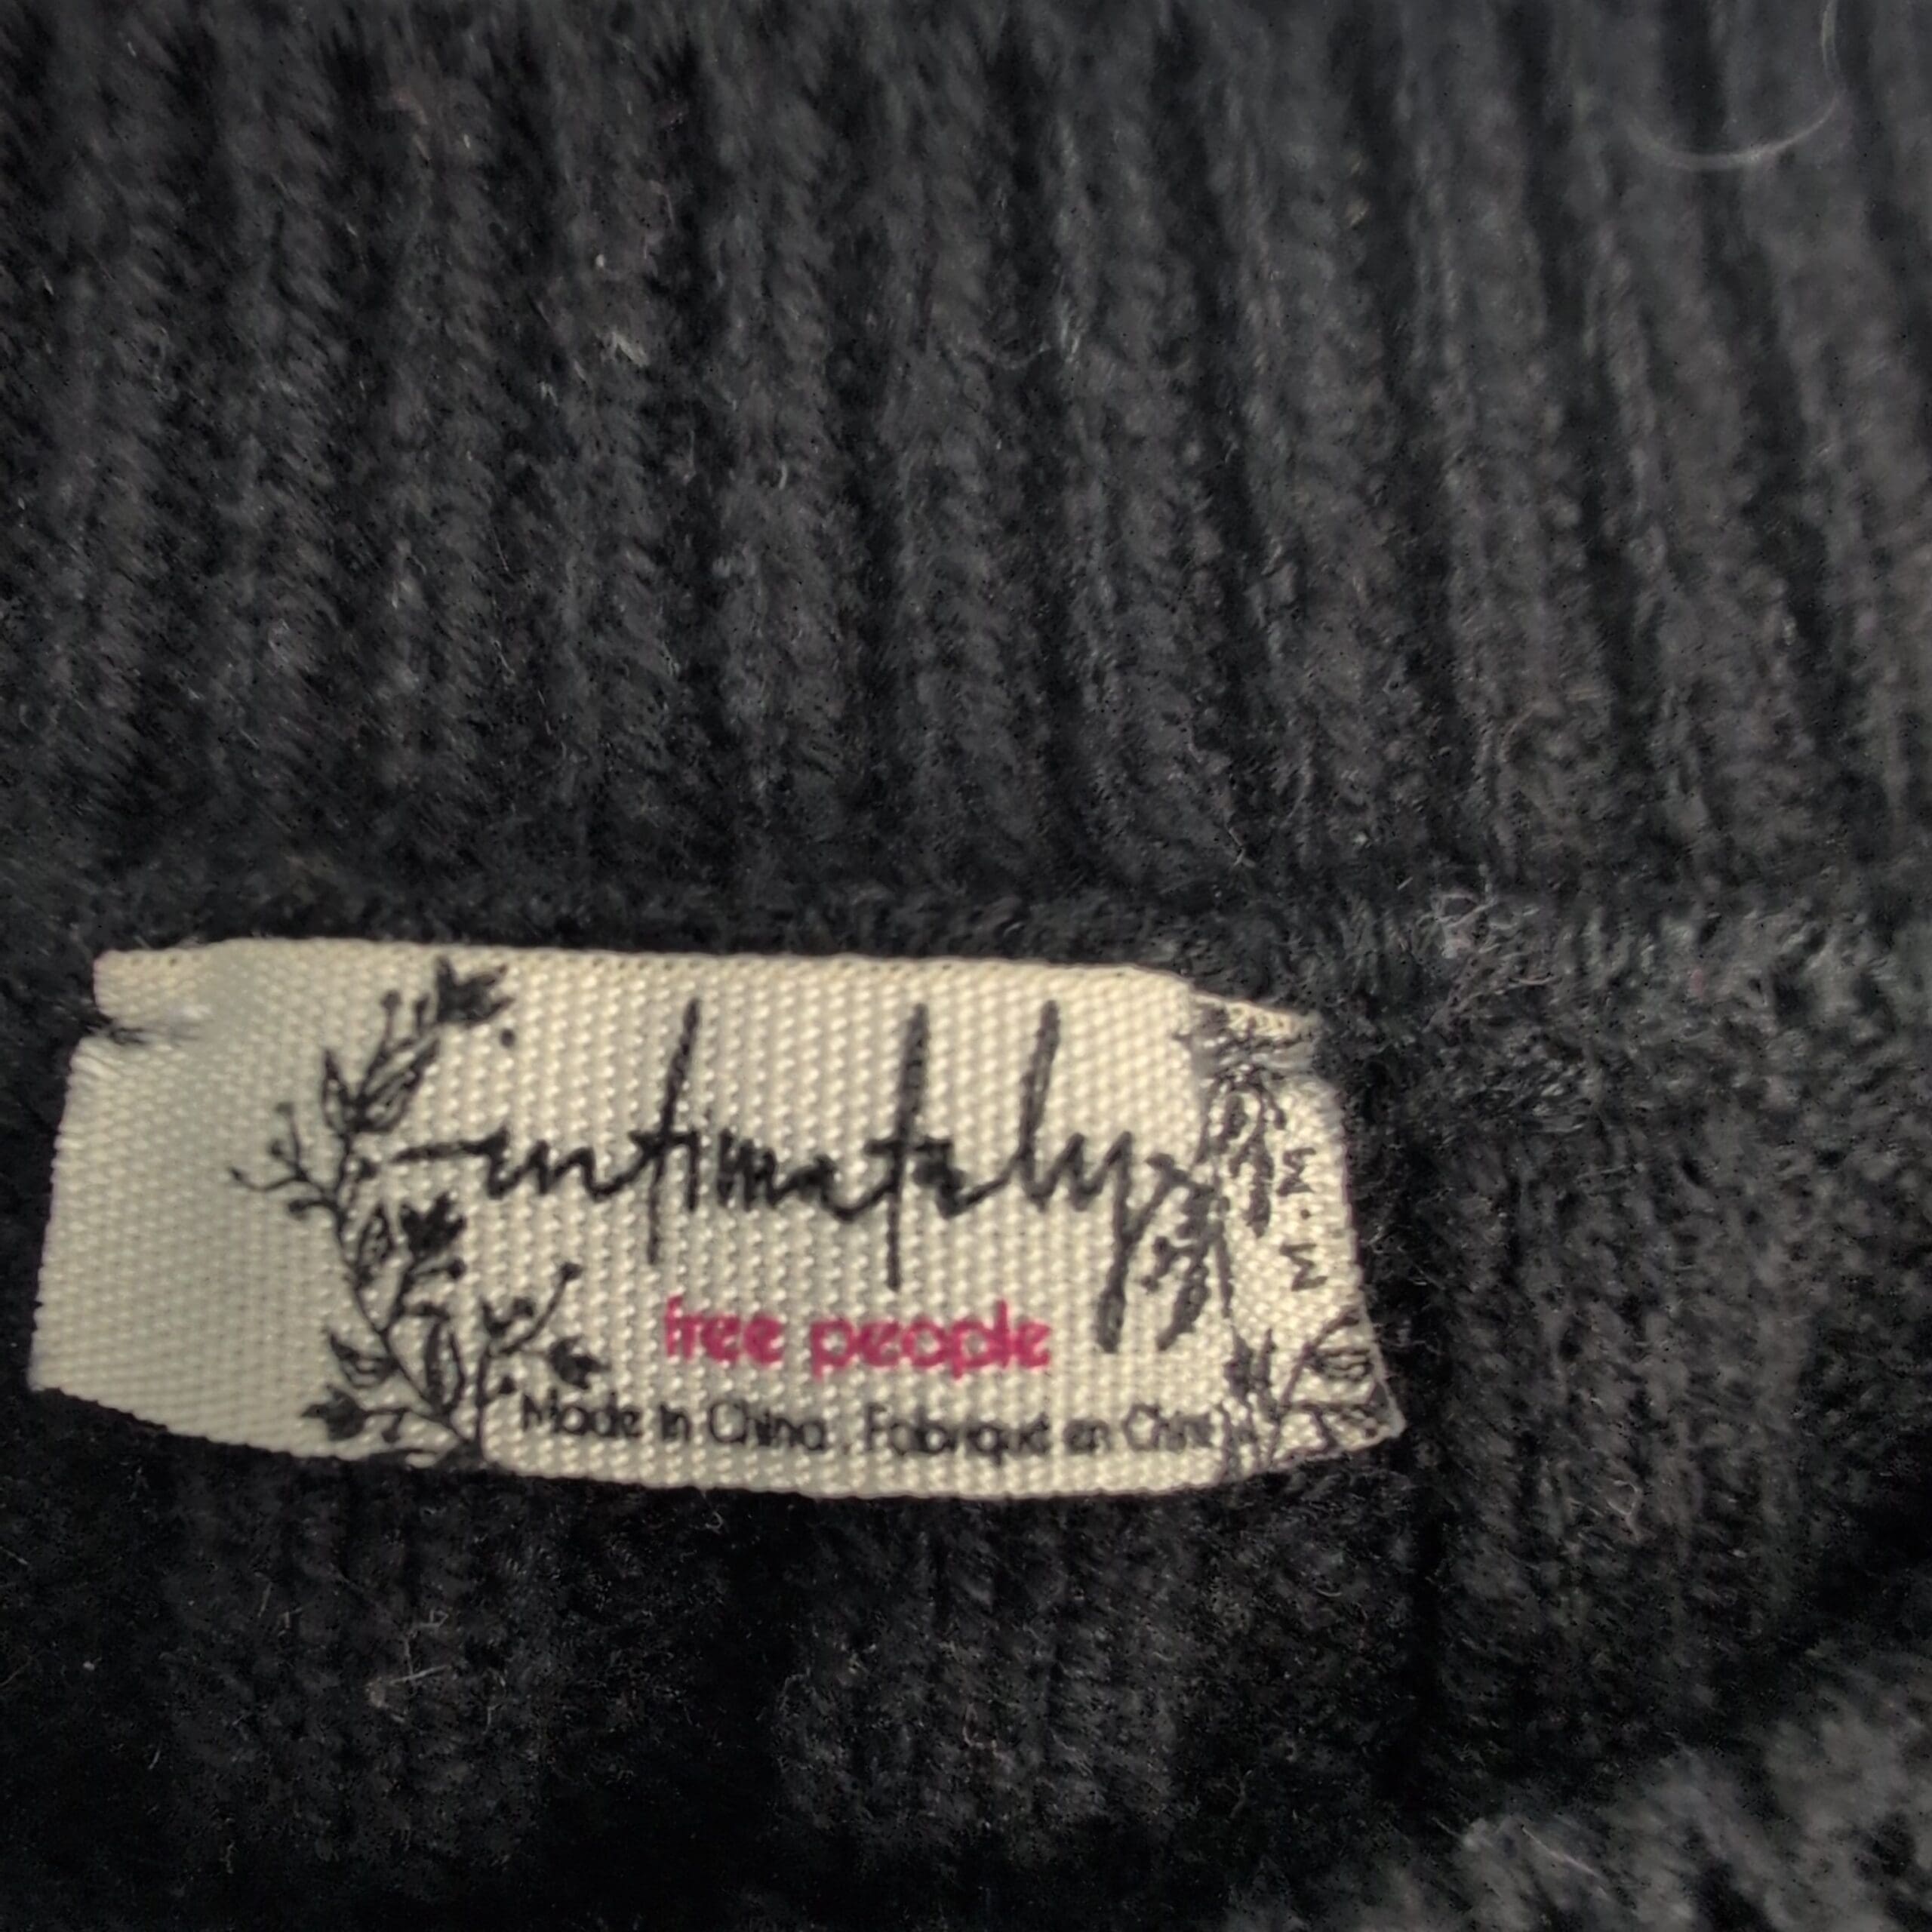 intimately
free people
Made in China . Fabriqué en Chine
M · M